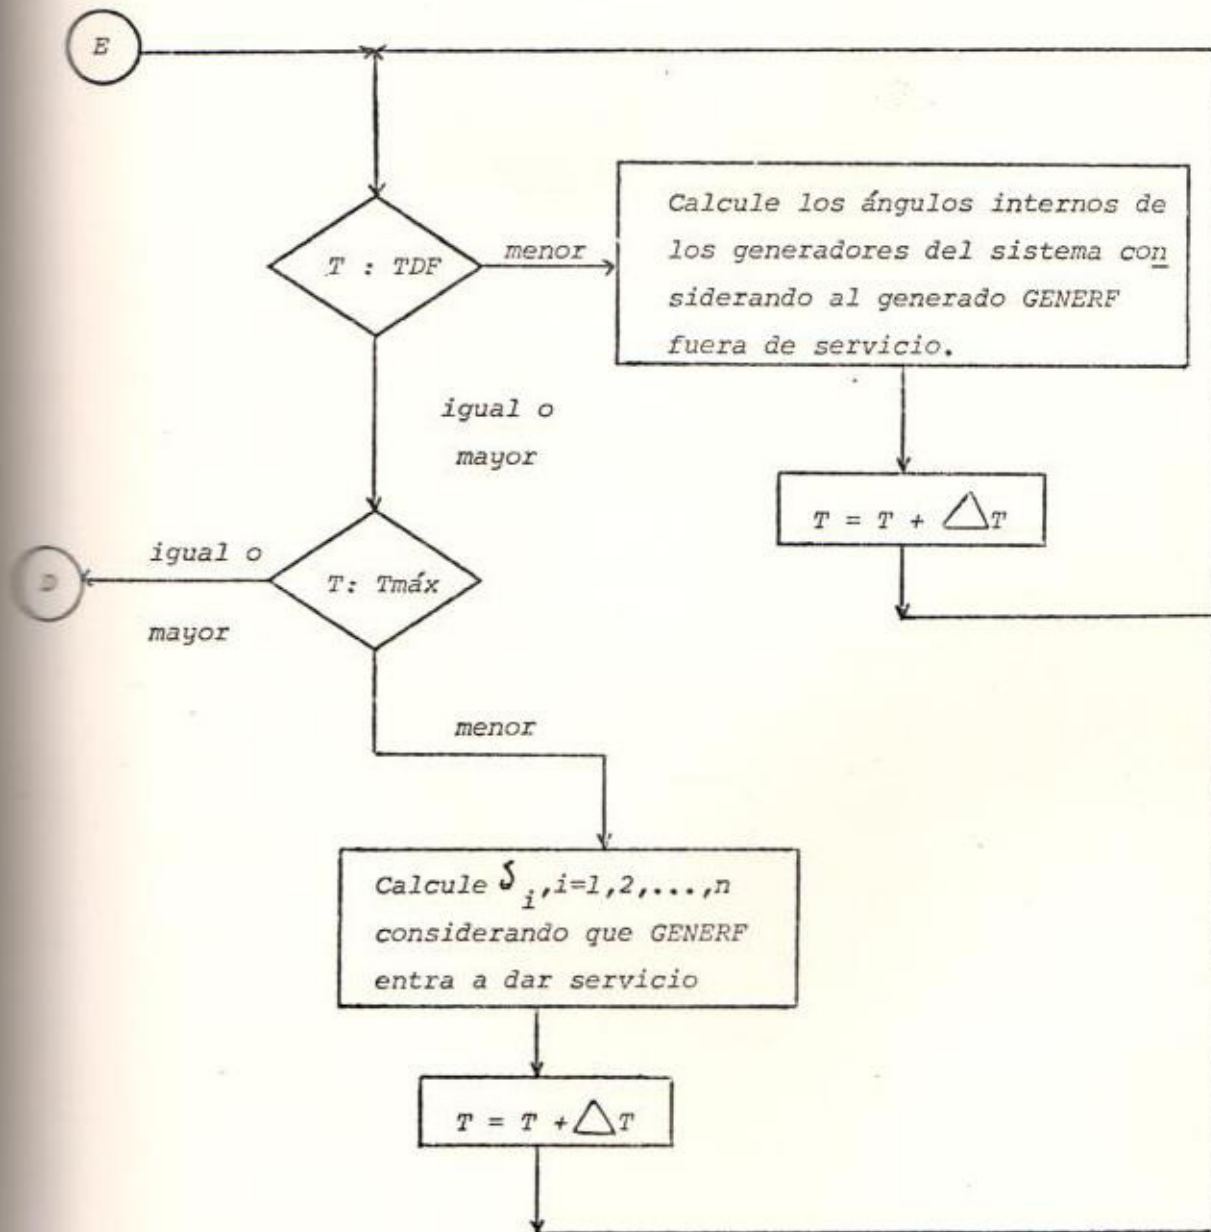 E
T : TDF
menor
Calcule los ángulos internos de
los generadores del sistema con
siderando al generado GENERF
fuera de servicio.
igual o
mayor
T = T + △T
igual o
mayor
D
T: Tmáx
menor
Calcule δi,i=1,2,...,n
considerando que GENERF
entra a dar servicio
T = T + △T